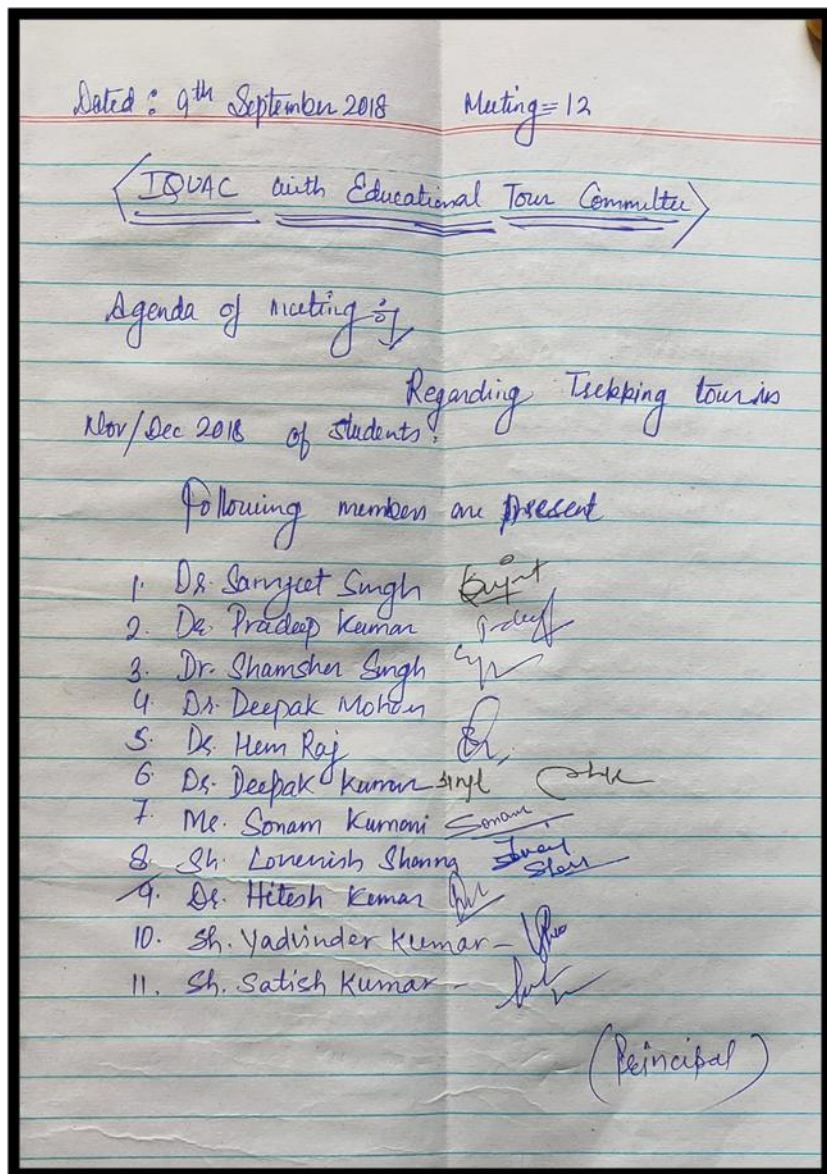 Dated : 9th September 2018 Meeting = 12
IQUAC with Educational Tour Committee
Agenda of meeting :-
Regarding Trekking tour in
Nov/Dec 2018 of students.
Following members are present
1. Dr. Sarvjeet Singh
2. Dr. Pradeep Kumar
3. Dr. Shamsher Singh
4. Dr. Deepak Mohan
5. Dr. Hem Raj
6. Dr. Deepak Kumar
7. Ms. Sonam Kumari Sonam
8. Sh. Lovenish Sharma
9. Dr. Hitesh Kumar
10. Sh. Yadvinder Kumar -
11. Sh. Satish Kumar -
(Principal)